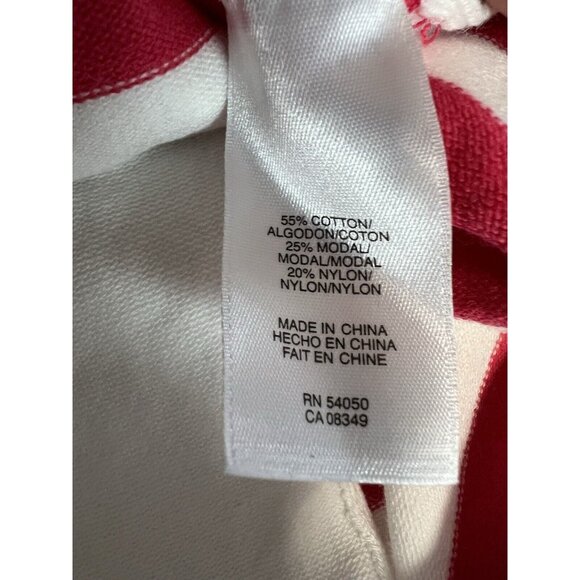 55% COTTON/
ALGODON/COTON
25% MODAL/
MODAL/MODAL
20% NYLON/
NYLON/NYLON
MADE IN CHINA
HECHO EN CHINA
FAIT EN CHINE
RN 54050
CA 08349